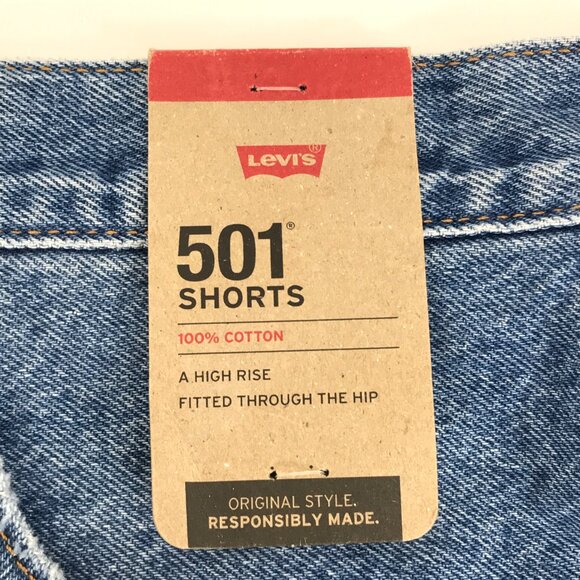 Levi's®
501®
SHORTS
100% COTTON
A HIGH RISE
FITTED THROUGH THE HIP
ORIGINAL STYLE.
RESPONSIBLY MADE.